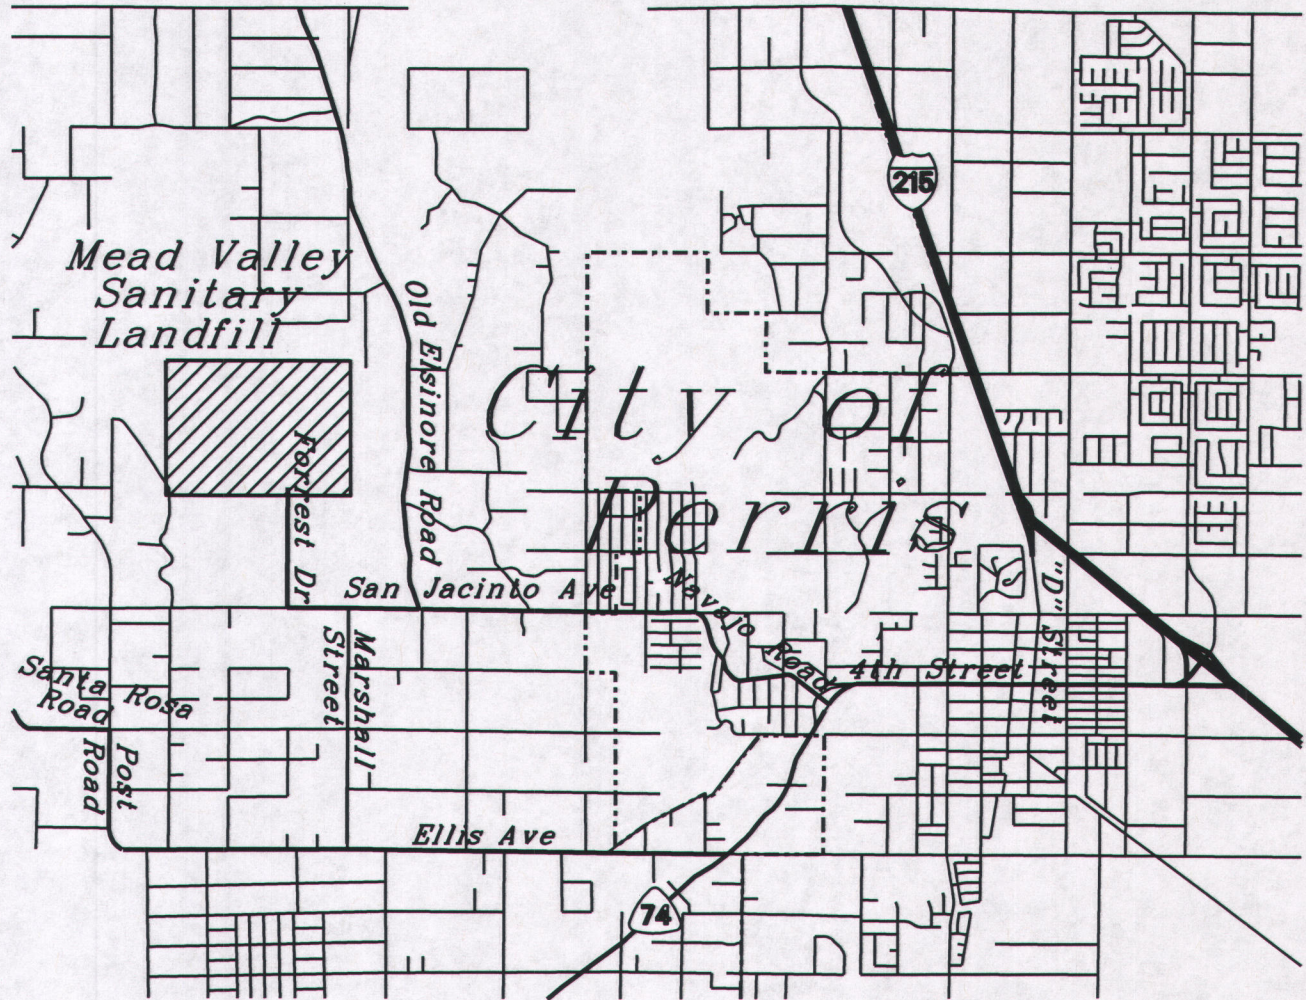 215
Mead Valley
Sanitary
Landfill
Old Elsinore Road
City of
Perris
Forrest Dr
San Jacinto Ave
Navajo Road
"D" Street
4th Street
Marshall
Street
Santa Rosa
Road
Post
Road
Ellis Ave
74